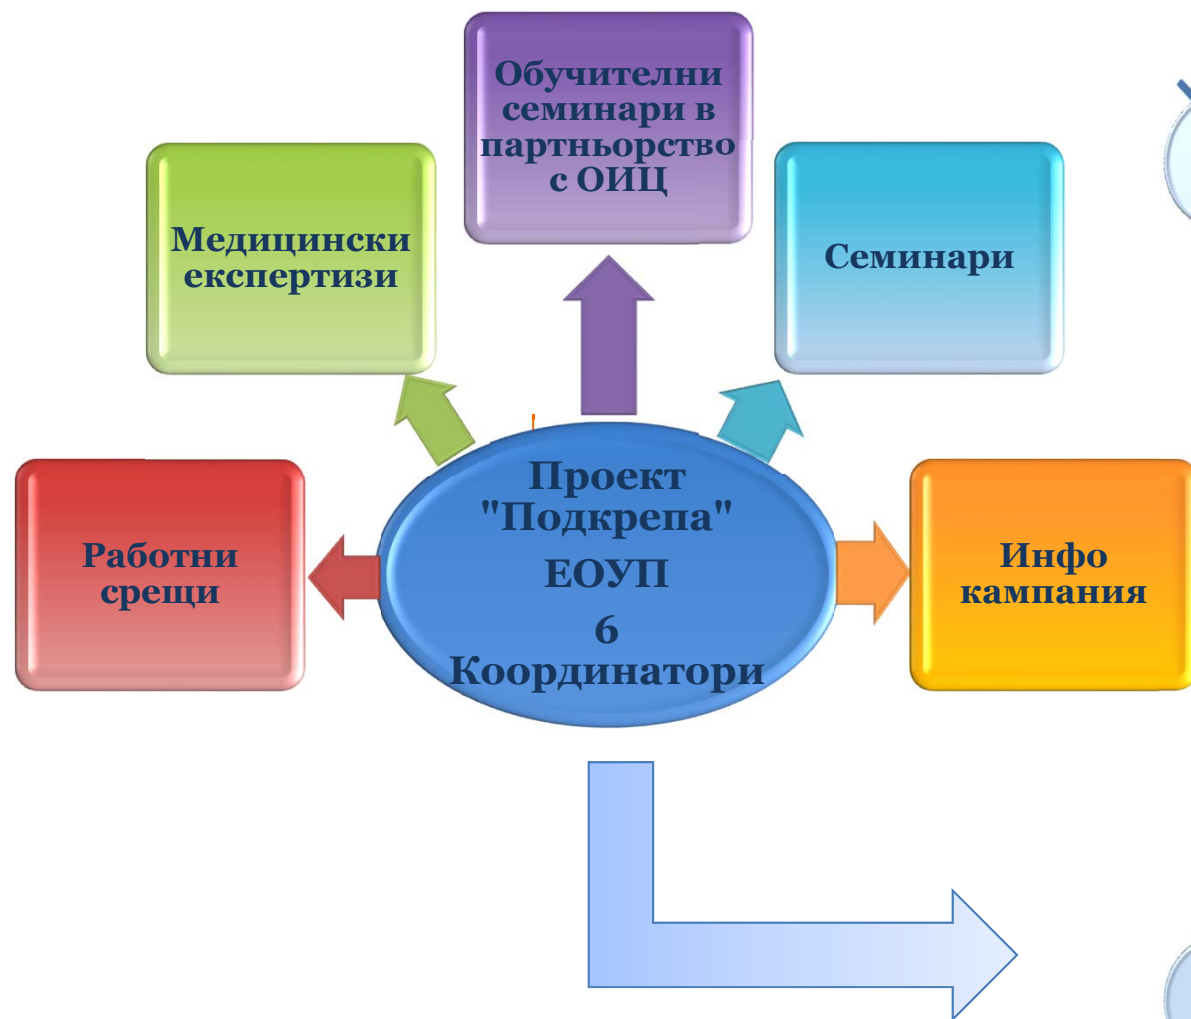 Обучителни
семинари в
партньорство
с ОИЦ
Медицински
експертизи
Семинари
Работни
срещи
Проект
"Подкрепа"
ЕОУП
6
Координатори
Инфо
кампания